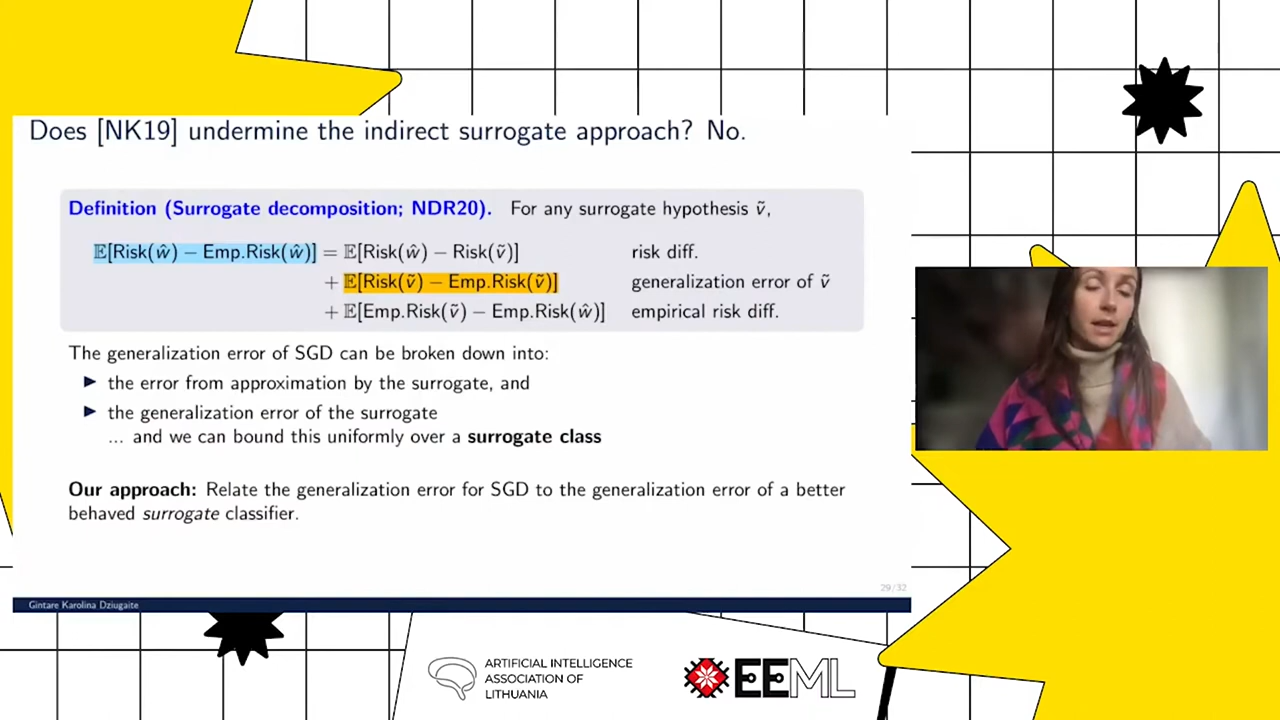 Does [NK19] undermine the indirect surrogate approach? No.
Definition (Surrogate decomposition; NDR20). For any surrogate hypothesis ṽ,
𝔼[Risk(ŵ) − Emp.Risk(ŵ)] = 𝔼[Risk(ŵ) − Risk(ṽ)] risk diff.
+ 𝔼[Risk(ṽ) − Emp.Risk(ṽ)] generalization error of ṽ
+ 𝔼[Emp.Risk(ṽ) − Emp.Risk(ŵ)] empirical risk diff.
The generalization error of SGD can be broken down into:
▶ the error from approximation by the surrogate, and
▶ the generalization error of the surrogate
... and we can bound this uniformly over a surrogate class
Our approach: Relate the generalization error for SGD to the generalization error of a better
behaved surrogate classifier.
29/32
Gintare Karolina Dziugaite
ARTIFICIAL INTELLIGENCE
ASSOCIATION OF
LITHUANIA
EEML